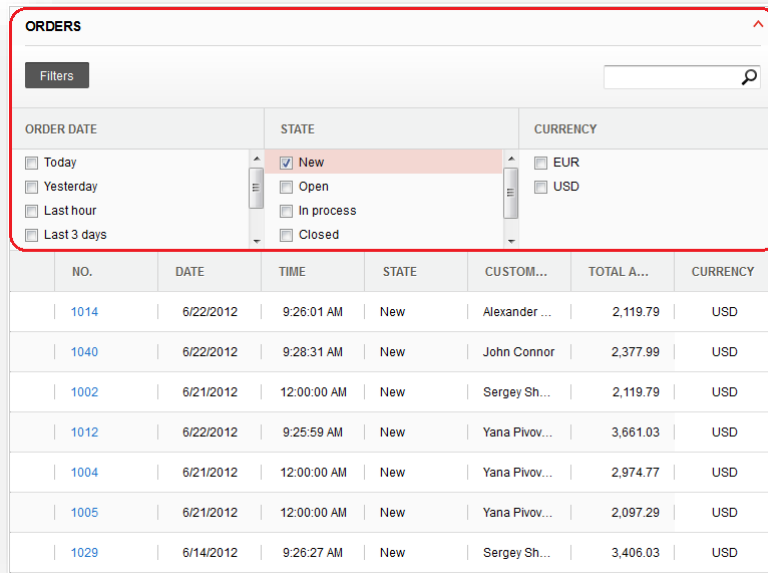 ORDERS
Filters
ORDER DATE STATE CURRENCY
Today New EUR
Yesterday Open USD
Last hour In process
Last 3 days Closed
NO. DATE TIME STATE CUSTOM... TOTAL A... CURRENCY
1014 6/22/2012 9:26:01 AM New Alexander ... 2,119.79 USD
1040 6/22/2012 9:28:31 AM New John Connor 2,377.99 USD
1002 6/21/2012 12:00:00 AM New Sergey Sh... 2,119.79 USD
1012 6/22/2012 9:25:59 AM New Yana Pivov... 3,661.03 USD
1004 6/21/2012 12:00:00 AM New Yana Pivov... 2,974.77 USD
1005 6/21/2012 12:00:00 AM New Yana Pivov... 2,097.29 USD
1029 6/14/2012 9:26:27 AM New Sergey Sh... 3,406.03 USD